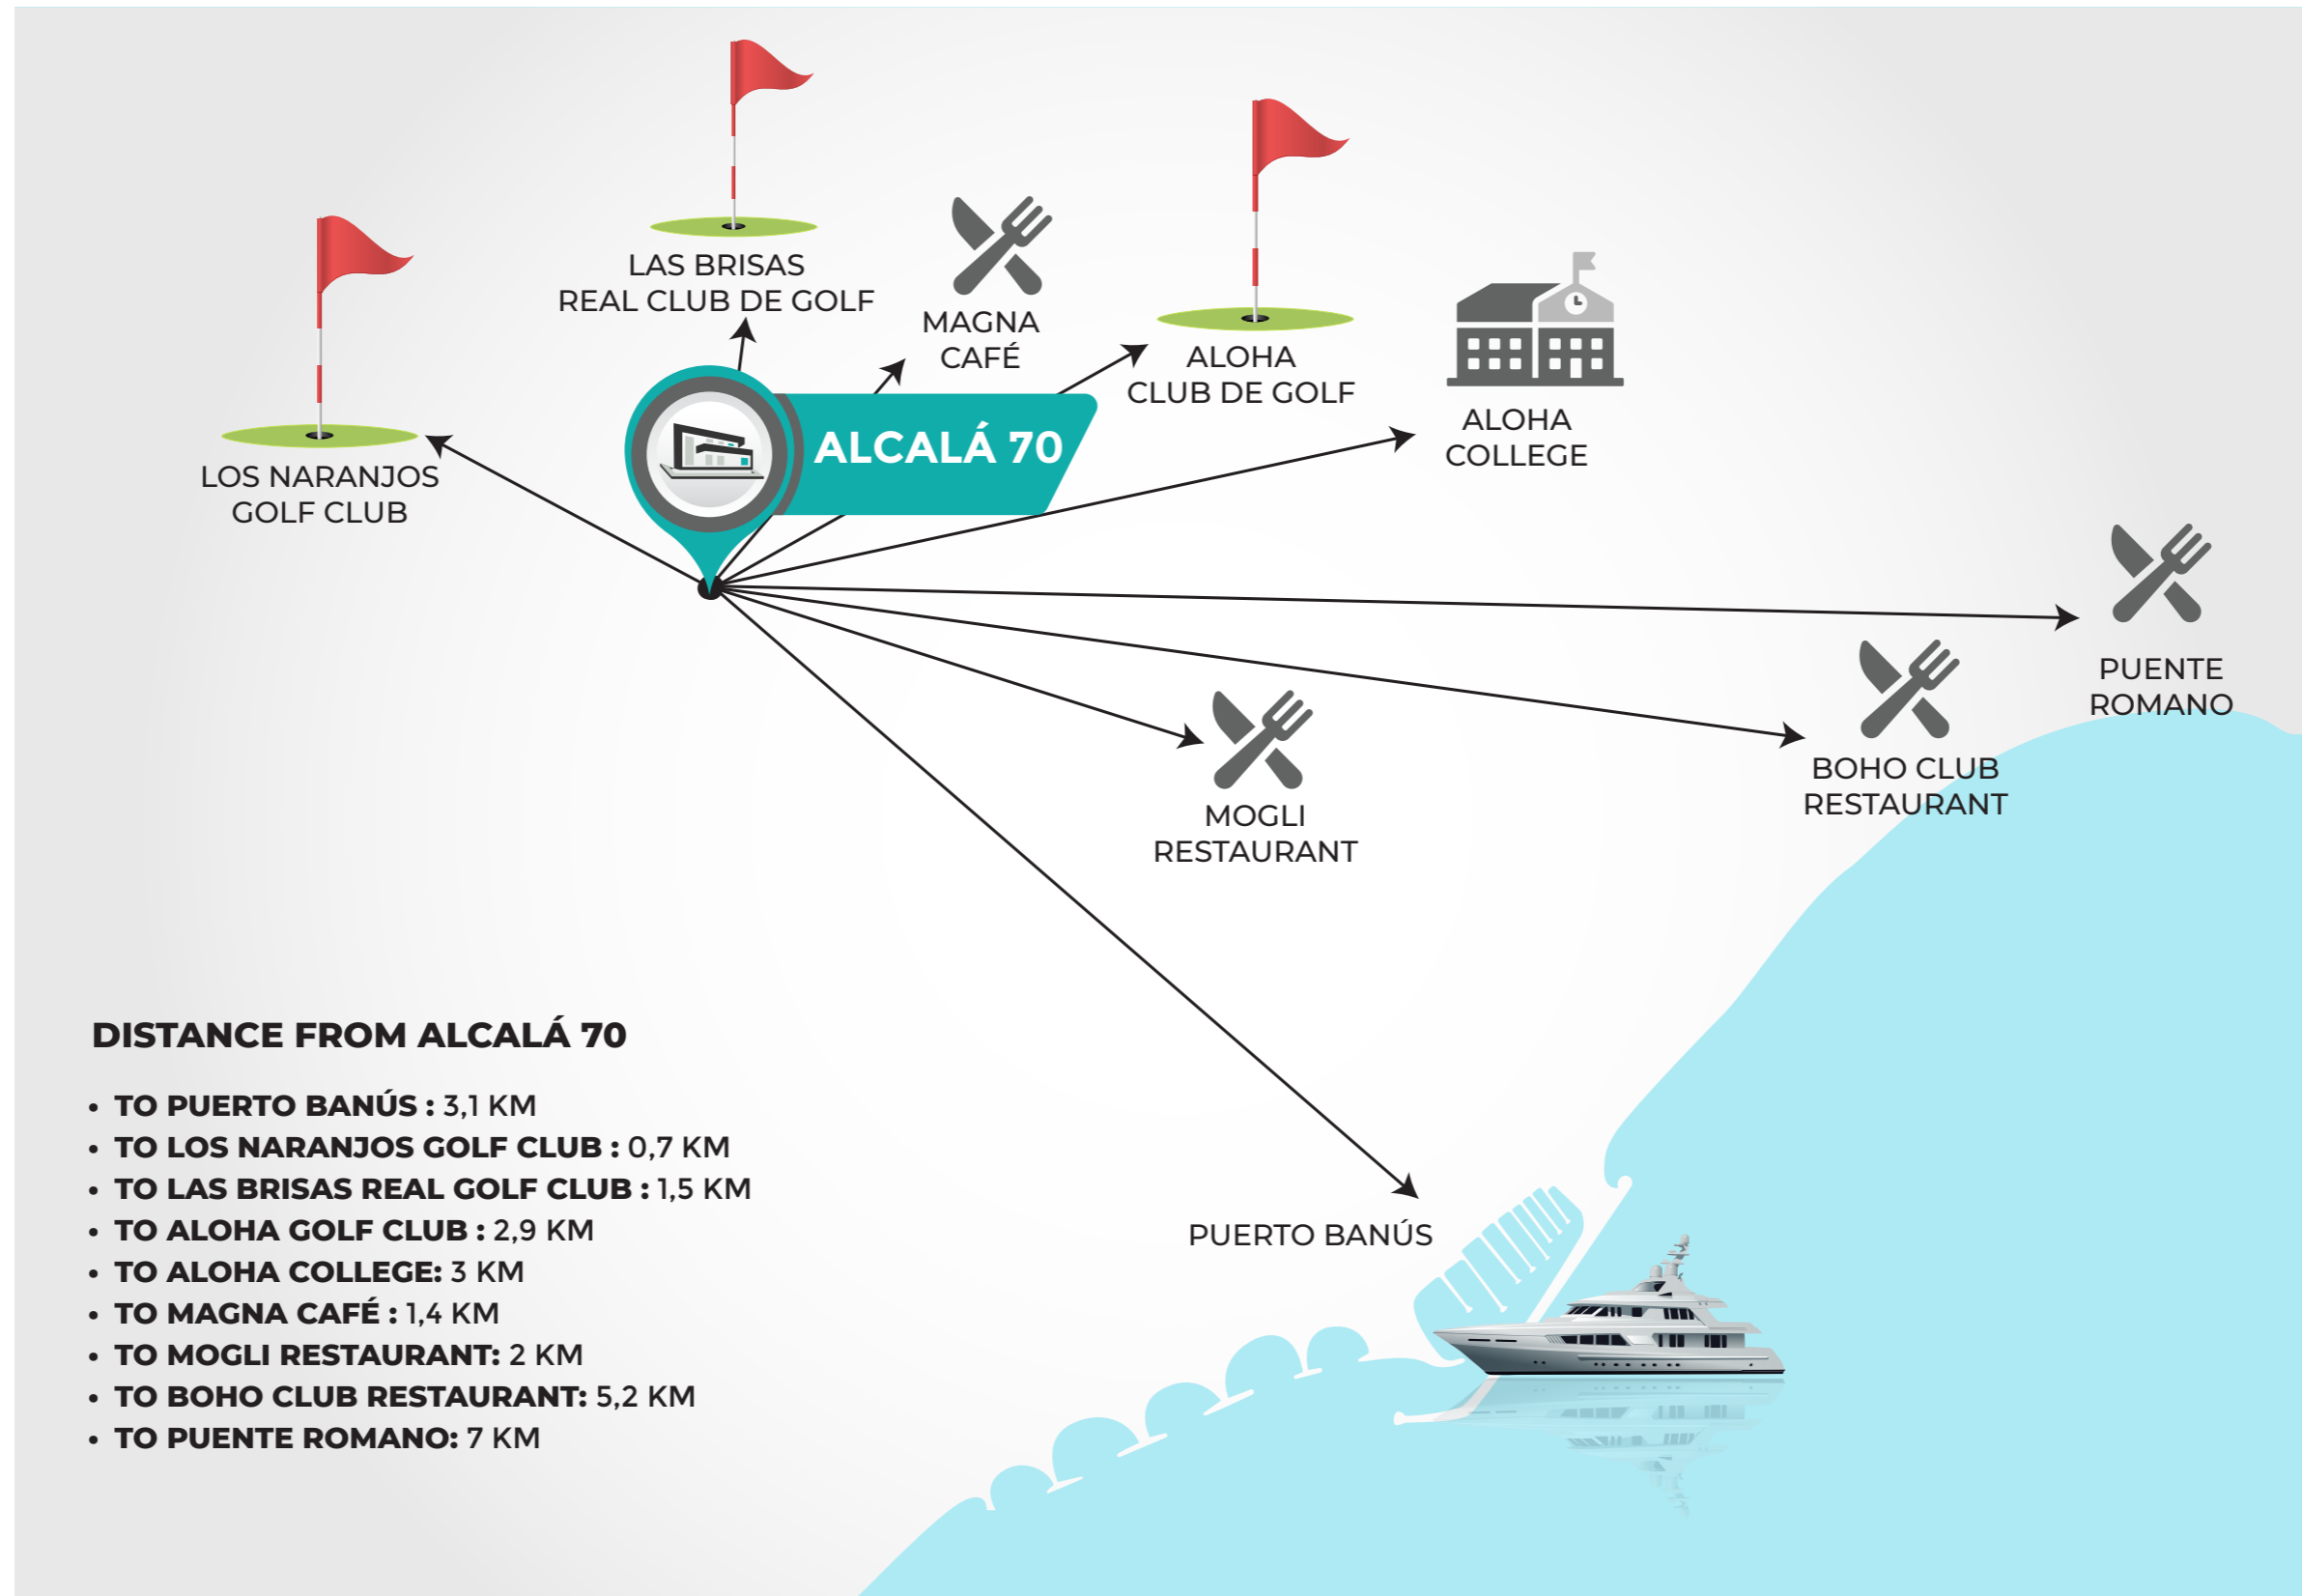 LAS BRISAS
REAL CLUB DE GOLF
MAGNA
CAFÉ
ALOHA
CLUB DE GOLF
ALOHA
COLLEGE
LOS NARANJOS
GOLF CLUB
ALCALÁ 70
PUENTE
ROMANO
BOHO CLUB
RESTAURANT
MOGLI
RESTAURANT
PUERTO BANÚS
DISTANCE FROM ALCALÁ 70
• TO PUERTO BANÚS : 3,1 KM
• TO LOS NARANJOS GOLF CLUB : 0,7 KM
• TO LAS BRISAS REAL GOLF CLUB : 1,5 KM
• TO ALOHA GOLF CLUB : 2,9 KM
• TO ALOHA COLLEGE: 3 KM
• TO MAGNA CAFÉ : 1,4 KM
• TO MOGLI RESTAURANT: 2 KM
• TO BOHO CLUB RESTAURANT: 5,2 KM
• TO PUENTE ROMANO: 7 KM